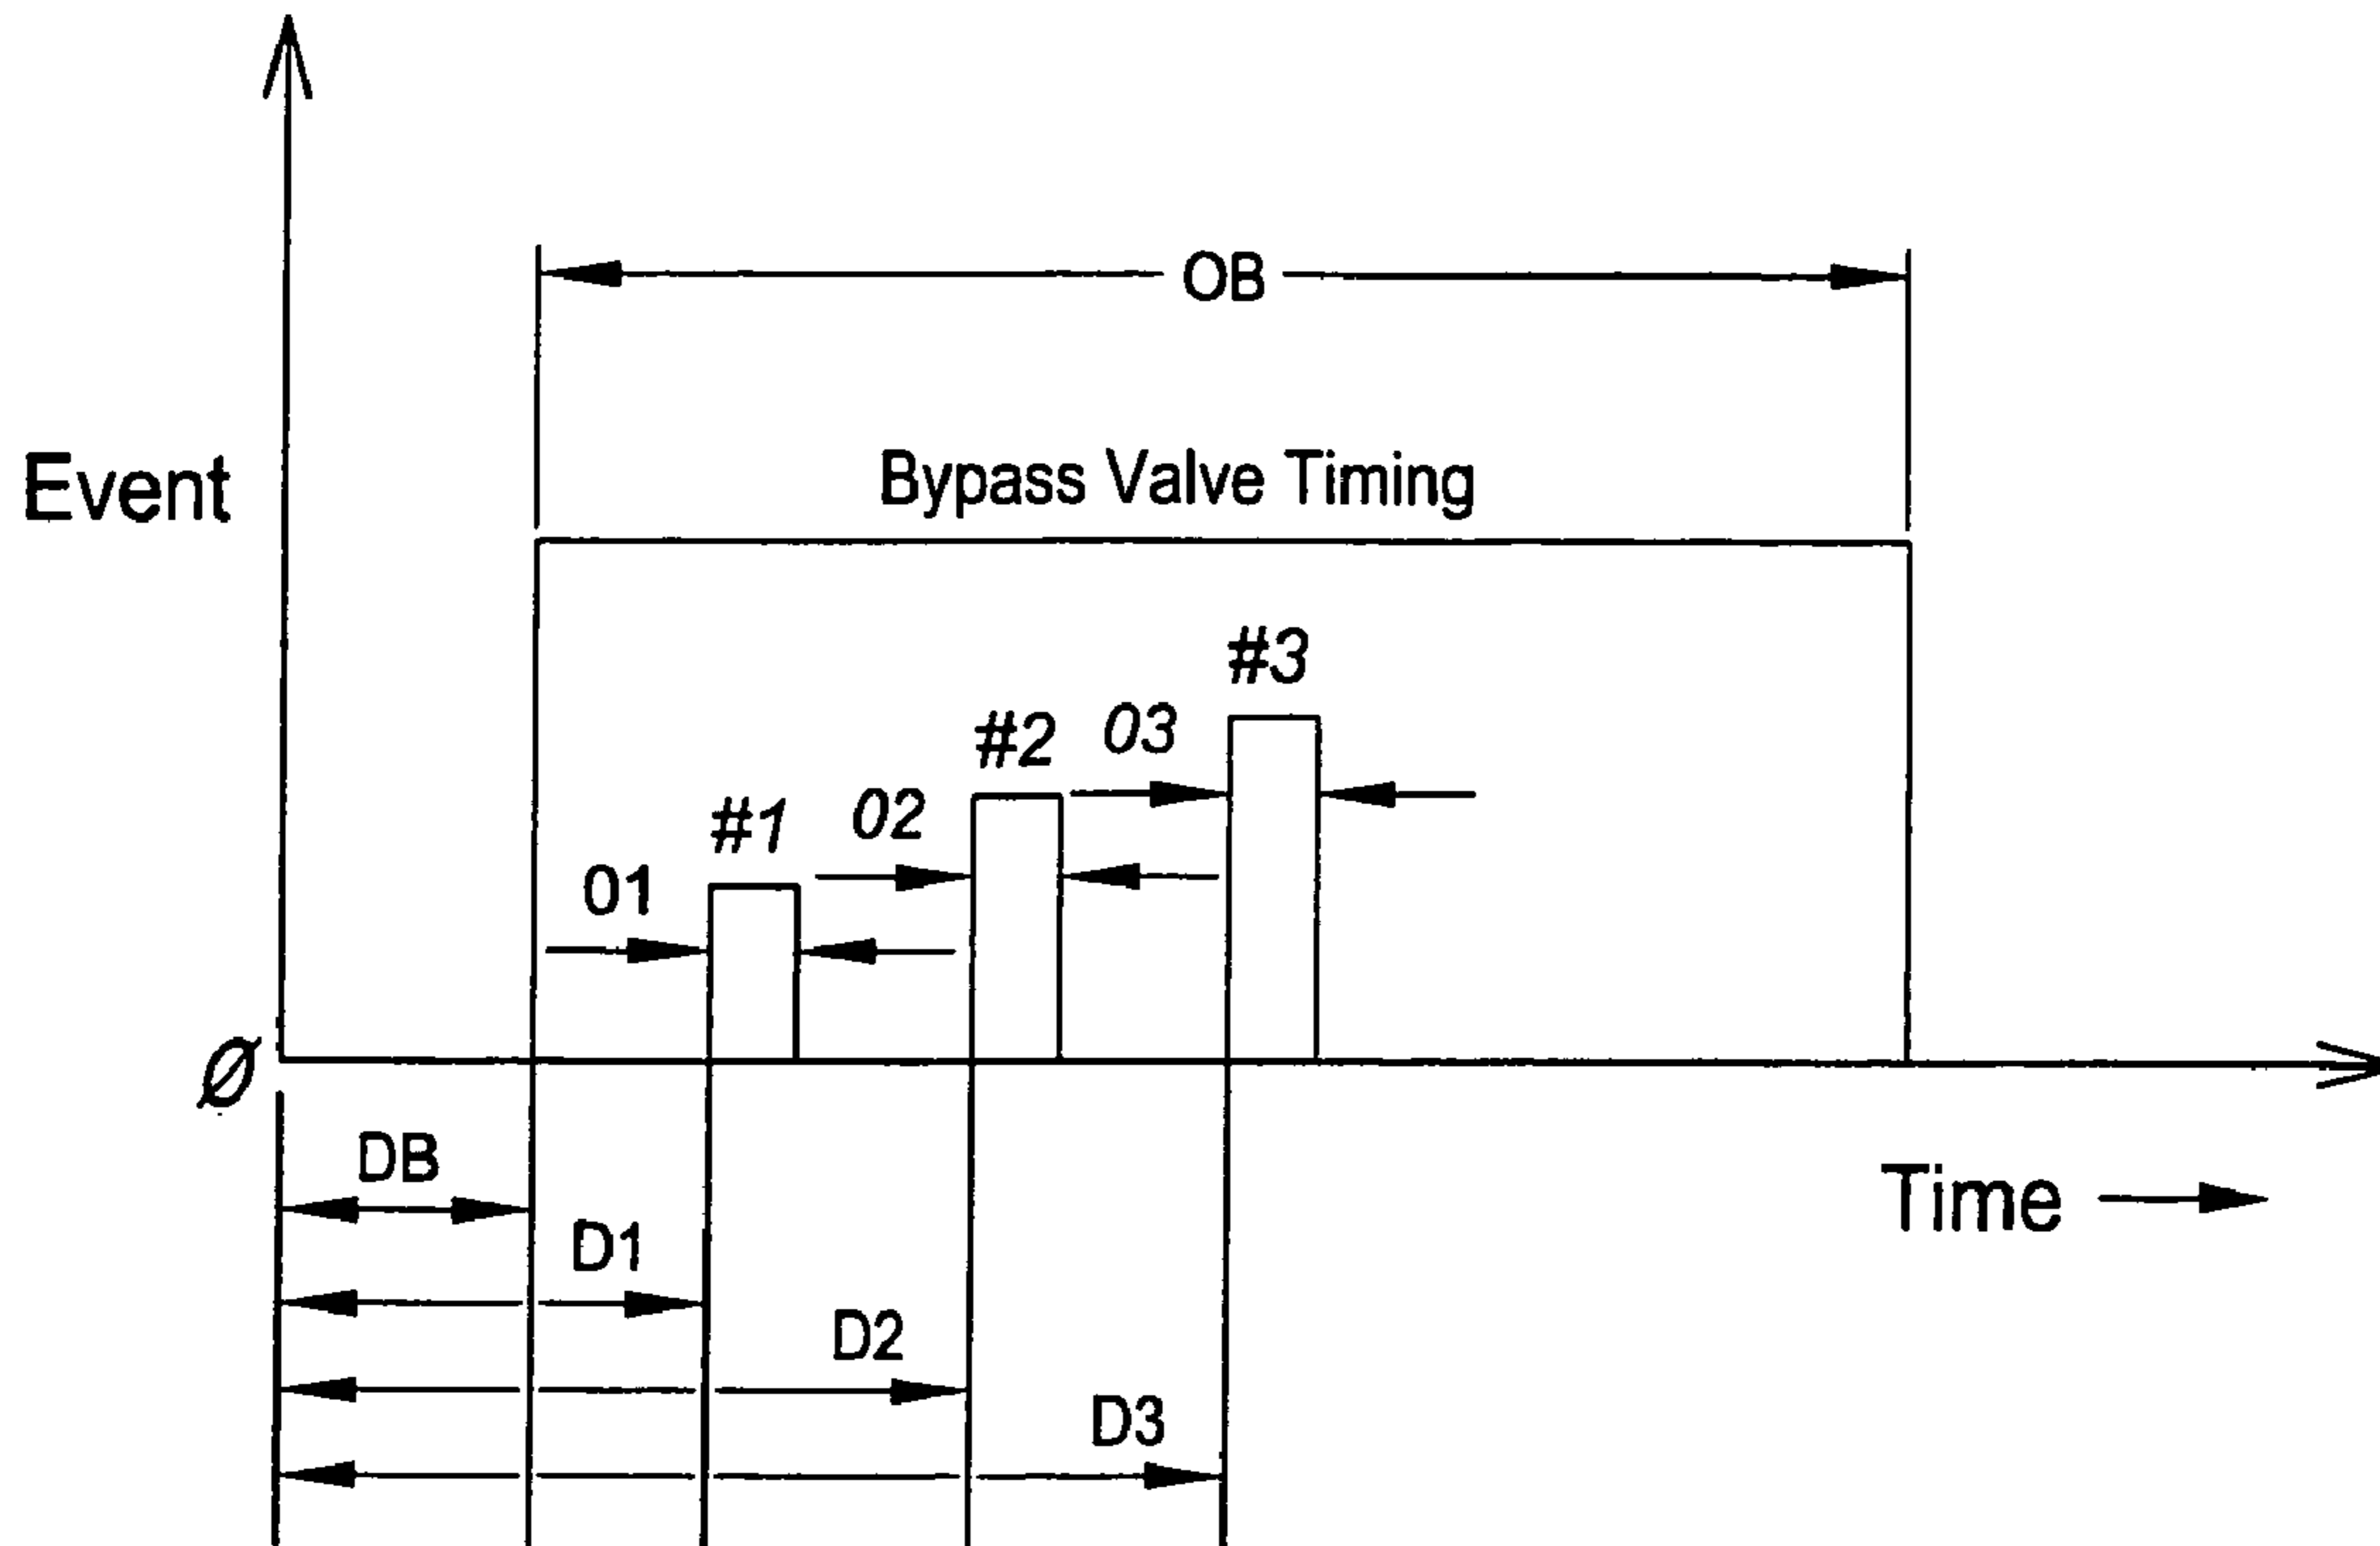 OB
Event
Bypass Valve Timing
#3
03
#2
02
#1
01
Ø
DB
Time
D1
D2
D3